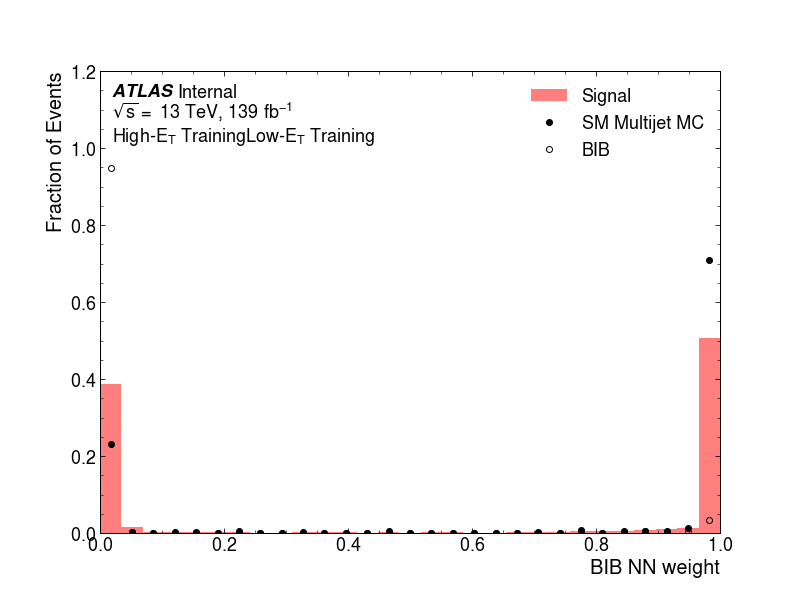 1.2
1.0
0.8
0.6
0.4
0.2
0.0
Fraction of Events
ATLAS Internal
√s = 13 TeV, 139 fb⁻¹
High-E_T TrainingLow-E_T Training
Signal
SM Multijet MC
BIB
0.0 0.2 0.4 0.6 0.8 1.0
BIB NN weight